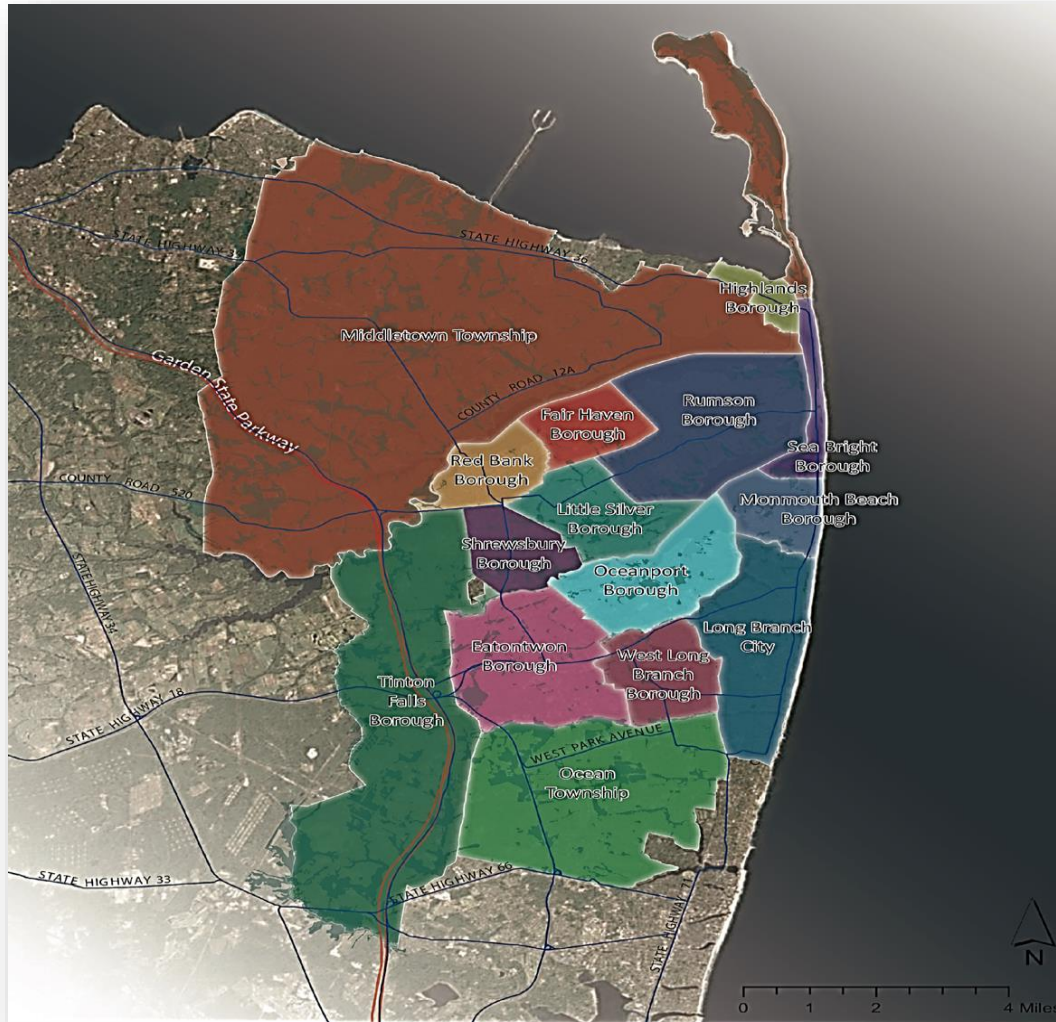 STATE HIGHWAY 36
Highlands
Borough
Middletown Township
Garden State Parkway
COUNTY ROAD 12A
Rumson
Borough
Fair Haven
Borough
Sea Bright
Borough
Red Bank
Borough
COUNTY ROAD 520
Monmouth Beach
Borough
Little Silver
Borough
Shrewsbury
Borough
Oceanport
Borough
STATE HIGHWAY 34
Long Branch
City
Eatontwon
Borough
West Long
Branch
Borough
Tinton
Falls
Borough
STATE HIGHWAY 18
WEST PARK AVENUE
Ocean
Township
STATE HIGHWAY 33
STATE HIGHWAY 66
STATE HIGHWAY 71
N
0 1 2 4 Miles